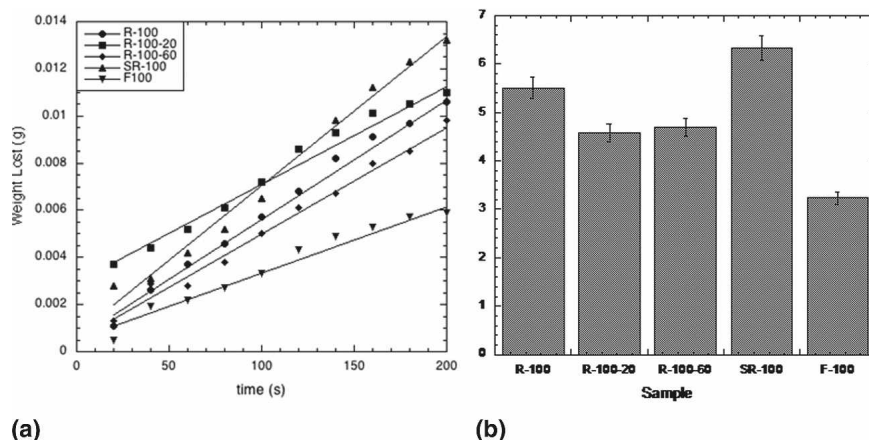 0.014
0.012
0.01
0.008
0.006
0.004
0.002
0
Weight Lost (g)
R-100
R-100-20
R-100-60
SR-100
F100
0 50 100 150 200
time (s)
(a)
7
6
5
4
3
2
1
0
R-100 R-100-20 R-100-60 SR-100 F-100
Sample
(b)